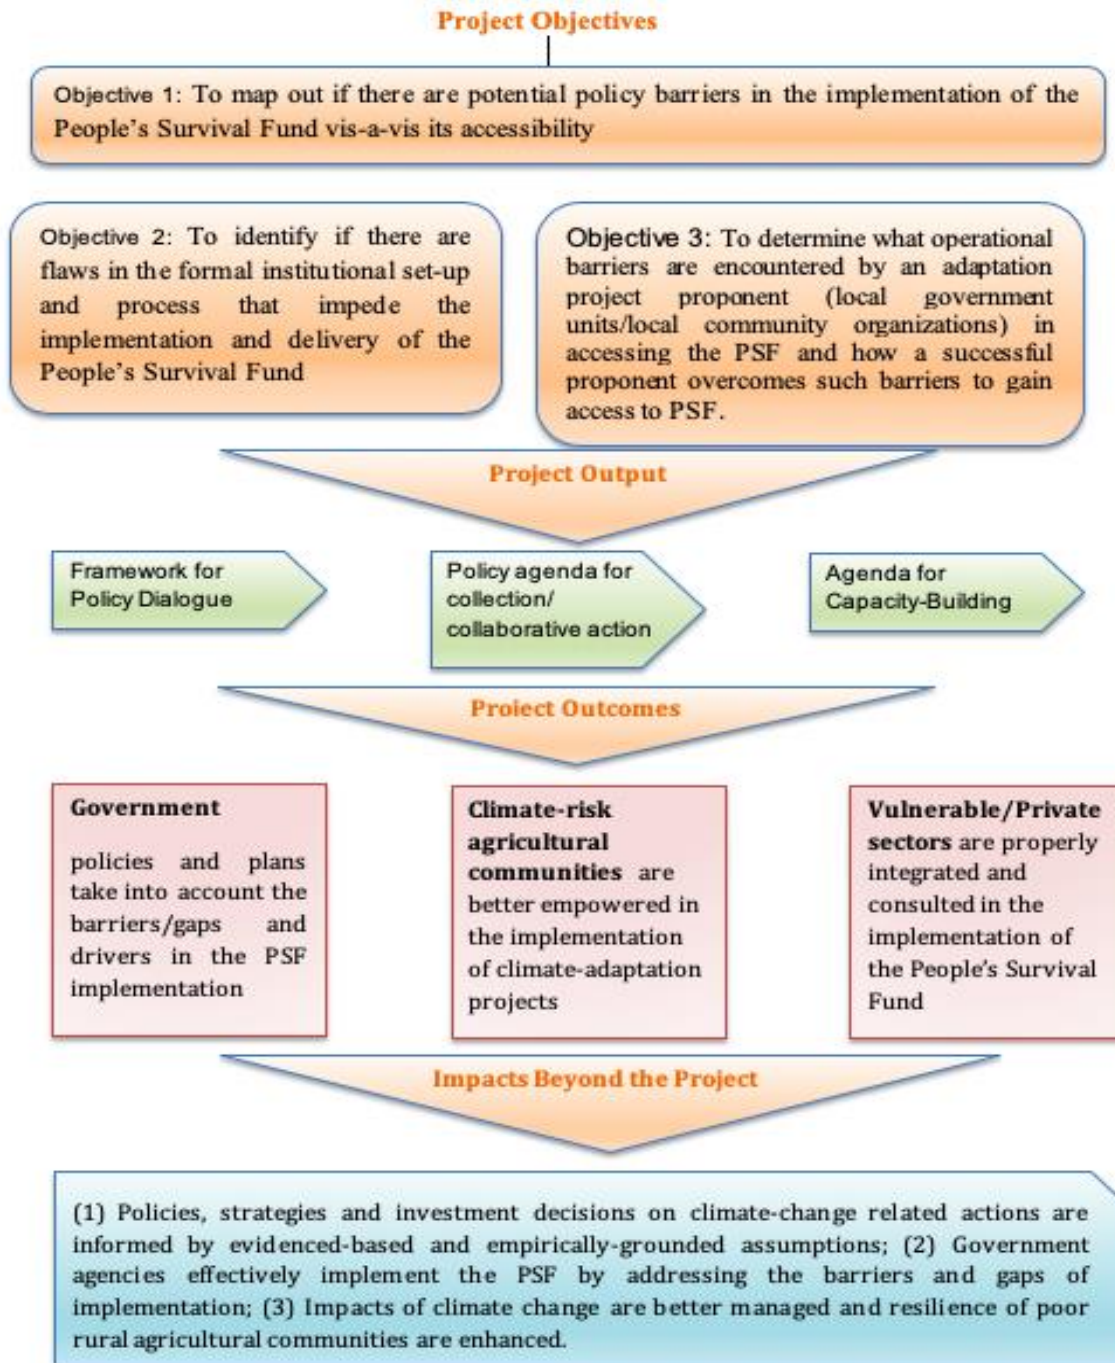 Project Objectives
Objective 1: To map out if there are potential policy barriers in the implementation of the
People's Survival Fund vis-a-vis its accessibility
Objective 2: To identify if there are
flaws in the formal institutional set-up
and process that impede the
implementation and delivery of the
People's Survival Fund
Objective 3: To determine what operational
barriers are encountered by an adaptation
project proponent (local government
units/local community organizations) in
accessing the PSF and how a successful
proponent overcomes such barriers to gain
access to PSF.
Project Output
Framework for
Policy Dialogue
Policy agenda for
collection/
collaborative action
Agenda for
Capacity-Building
Project Outcomes
Government
policies and plans
take into account the
barriers/gaps and
drivers in the PSF
implementation
Climate-risk
agricultural
communities are
better empowered in
the implementation
of climate-adaptation
projects
Vulnerable/Private
sectors are properly
integrated and
consulted in the
implementation of
the People's Survival
Fund
Impacts Beyond the Project
(1) Policies, strategies and investment decisions on climate-change related actions are
informed by evidenced-based and empirically-grounded assumptions; (2) Government
agencies effectively implement the PSF by addressing the barriers and gaps of
implementation; (3) Impacts of climate change are better managed and resilience of poor
rural agricultural communities are enhanced.